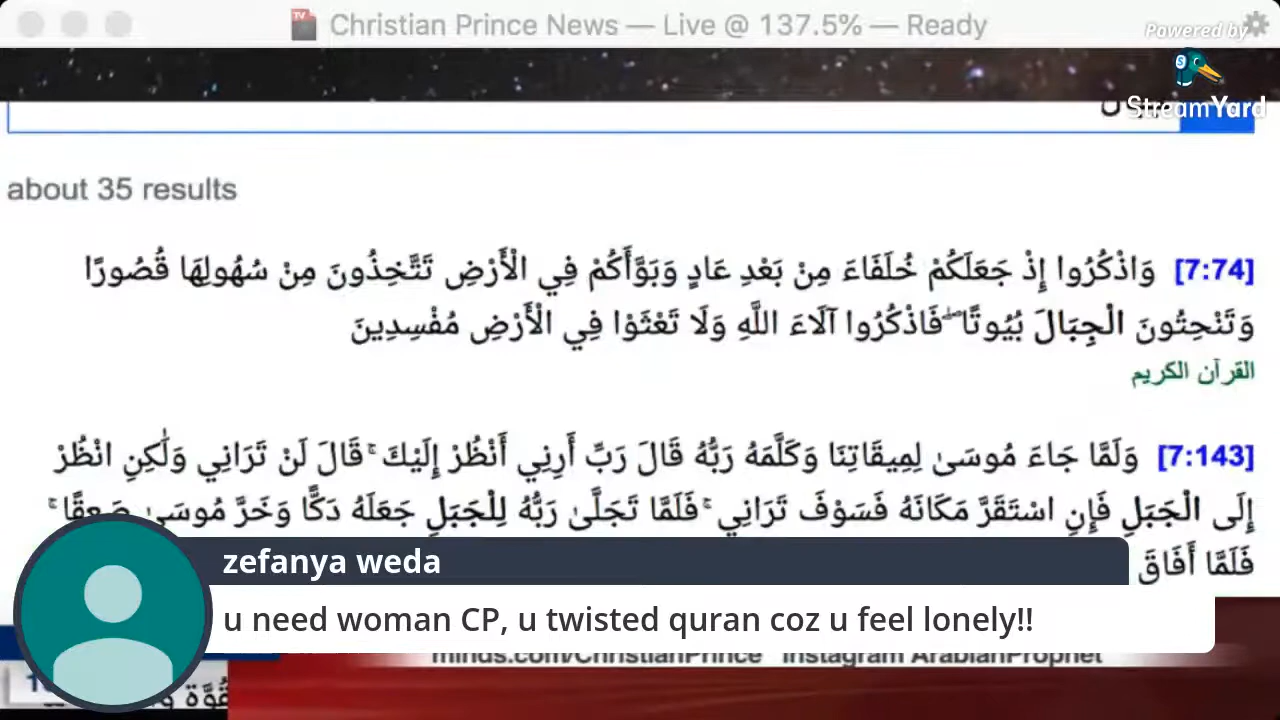 Christian Prince News — Live @ 137.5% — Ready
Powered by
StreamYard
about 35 results
[7:74] وَاذْكُرُوا إِذْ جَعَلَكُمْ خُلَفَاءَ مِنْ بَعْدِ عَادٍ وَبَوَّأَكُمْ فِي الْأَرْضِ تَتَّخِذُونَ مِنْ سُهُولِهَا قُصُورًا
وَتَنْحِتُونَ الْجِبَالَ بُيُوتًا ۖ فَاذْكُرُوا آلَاءَ اللَّهِ وَلَا تَعْثَوْا فِي الْأَرْضِ مُفْسِدِينَ
القرآن الكريم
[7:143] وَلَمَّا جَاءَ مُوسَىٰ لِمِيقَاتِنَا وَكَلَّمَهُ رَبُّهُ قَالَ رَبِّ أَرِنِي أَنْظُرْ إِلَيْكَ ۚ قَالَ لَنْ تَرَانِي وَلَٰكِنِ انْظُرْ
إِلَى الْجَبَلِ فَإِنِ اسْتَقَرَّ مَكَانَهُ فَسَوْفَ تَرَانِي ۚ فَلَمَّا تَجَلَّىٰ رَبُّهُ لِلْجَبَلِ جَعَلَهُ دَكًّا وَخَرَّ مُوسَىٰ صَعِقًا ۚ
فَلَمَّا أَفَاقَ
zefanya weda
u need woman CP, u twisted quran coz u feel lonely!!
minds.com/ChristianPrince Instagram ArabianProphet